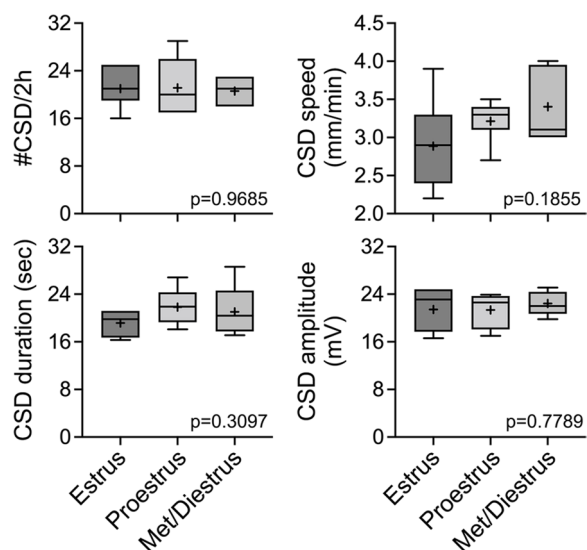 #CSD/2h
32
24
16
8
0
p=0.9685
CSD speed
(mm/min)
4.5
4.0
3.5
3.0
2.5
2.0
p=0.1855
CSD duration (sec)
32
24
16
8
0
p=0.3097
Estrus
Proestrus
Met/Diestrus
CSD amplitude
(mV)
32
24
16
8
0
p=0.7789
Estrus
Proestrus
Met/Diestrus